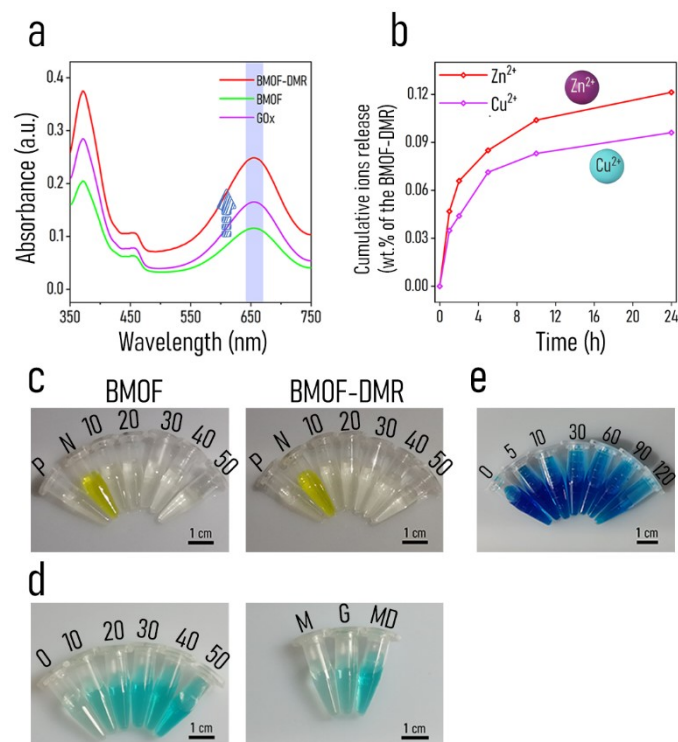 a
0.4
0.3
0.2
0.1
0.0
Absorbance (a.u.)
BMOF-DMR
BMOF
GOx
350 450 550 650 750
Wavelength (nm)
b
0.12
0.09
0.06
0.03
0.00
Cumulative ions release
(wt.% of the BMOF-DMR)
Zn²⁺
Cu²⁺
Zn²⁺
Cu²⁺
0 4 8 12 16 20 24
Time (h)
c
BMOF
P N 10 20 30 40 50
1 cm
BMOF-DMR
P N 10 20 30 40 50
1 cm
e
0 5 10 30 60 90 120
1 cm
d
0 10 20 30 40 50
1 cm
M G MD
1 cm